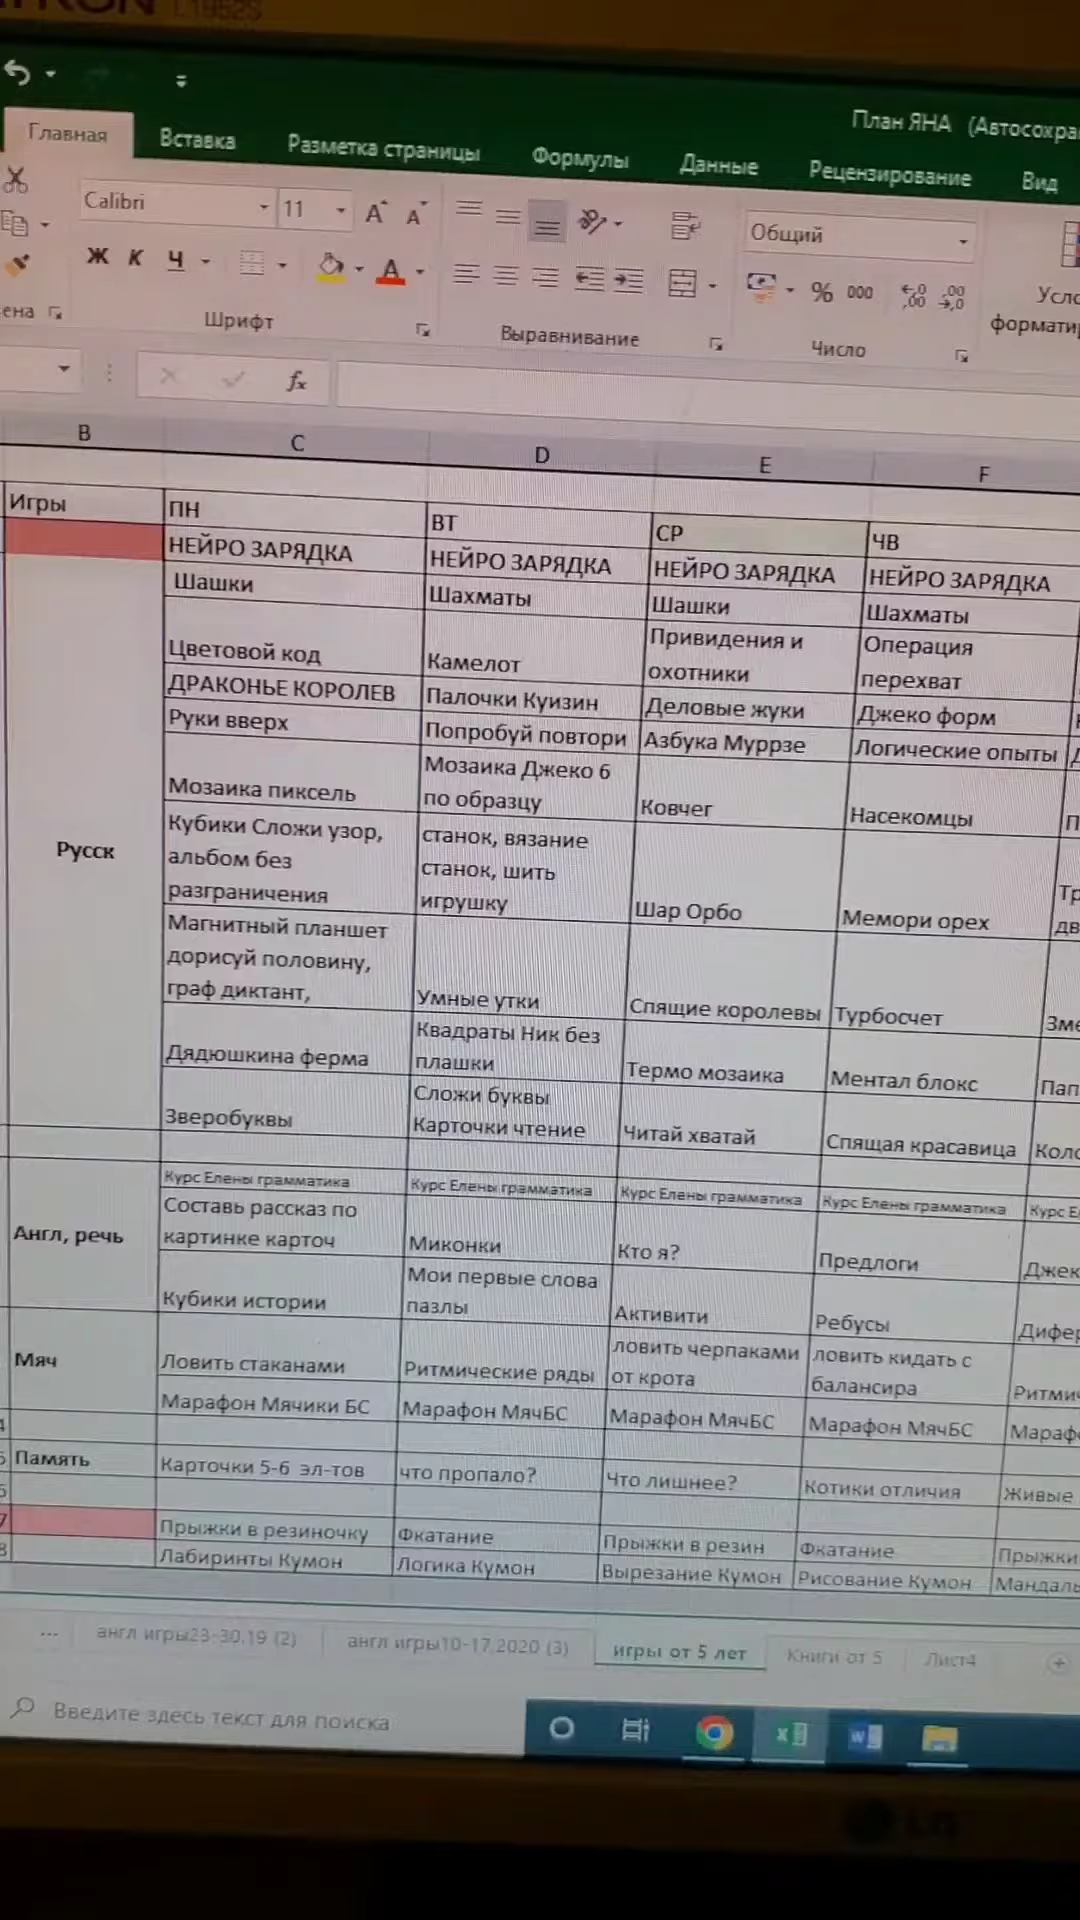 L1952S
План ЯНА (Автосохра
Главная Вставка Разметка страницы Формулы Данные Рецензирование Вид
Calibri 11 Общий
Ж К Ч % 000
Шрифт Выравнивание Число
fx
B C D E F
Игры ПН ВТ СР ЧВ
НЕЙРО ЗАРЯДКА НЕЙРО ЗАРЯДКА НЕЙРО ЗАРЯДКА НЕЙРО ЗАРЯДКА
Шашки Шахматы Шашки Шахматы
Цветовой код Камелот Привидения и охотники Операция перехват
ДРАКОНЬЕ КОРОЛЕВ Палочки Куизин Деловые жуки Джеко форм
Руки вверх Попробуй повтори Азбука Муррзе Логические опыты
Мозаика пиксель Мозаика Джеко 6 по образцу Ковчег Насекомцы
Русск
Кубики Сложи узор, альбом без разграничения станок, вязание станок, шить игрушку Шар Орбо Мемори орех
Магнитный планшет дорисуй половину, граф диктант, Умные утки Спящие королевы Турбосчет
Дядюшкина ферма Квадраты Ник без плашки Термо мозаика Ментал блокс
Зверобуквы Сложи буквы Карточки чтение Читай хватай Спящая красавица
Курс Елены грамматика Курс Елены грамматика Курс Елены грамматика Курс Елены грамматика
Англ, речь Составь рассказ по картинке карточ Миконки Кто я? Предлоги
Кубики истории Мои первые слова пазлы Активити Ребусы
Мяч Ловить стаканами Ритмические ряды ловить черпаками от крота ловить кидать с балансира
Марафон Мячики БС Марафон МячБС Марафон МячБС Марафон МячБС
Память Карточки 5-6 эл-тов что пропало? Что лишнее? Котики отличия Живые
Прыжки в резиночку Фкатание Прыжки в резин Фкатание Прыжки
Лабиринты Кумон Логика Кумон Вырезание Кумон Рисование Кумон Мандаль
... англ игры23-30,19 (2) англ игры10-17,2020 (3) игры от 5 лет Книги от 5 Лист4
Введите здесь текст для поиска
LG